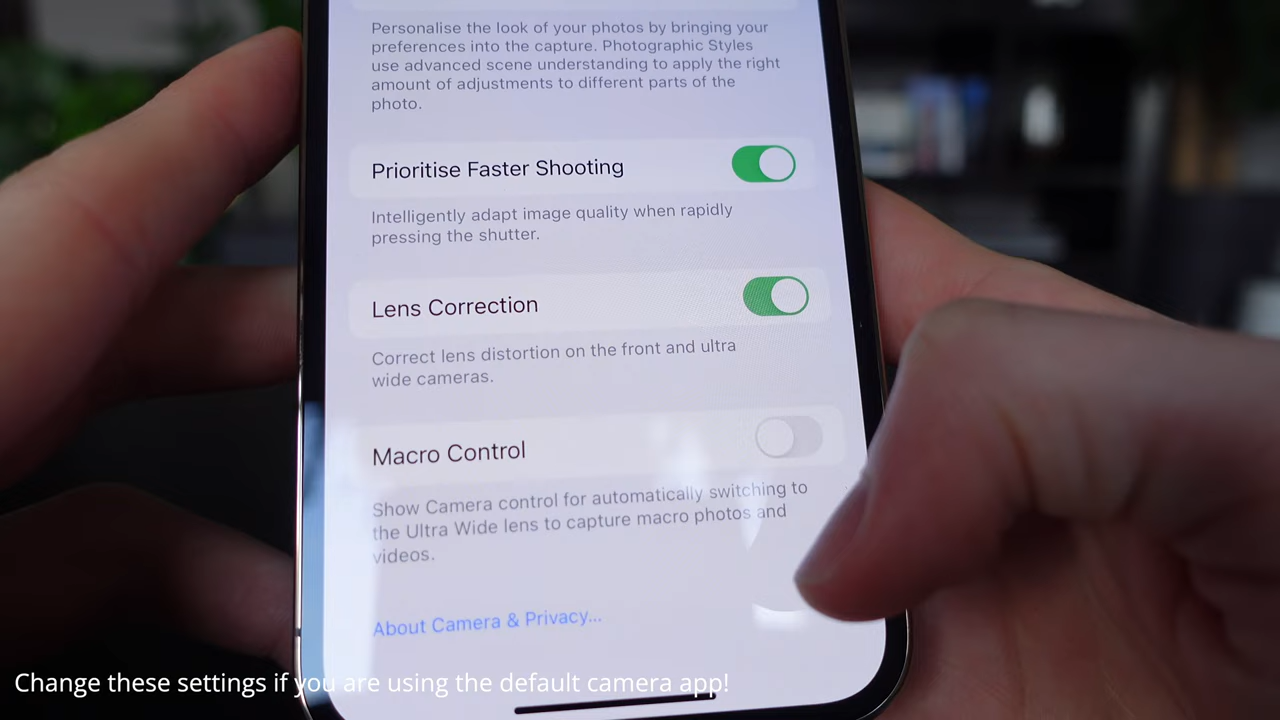 Personalise the look of your photos by bringing your
preferences into the capture. Photographic Styles
use advanced scene understanding to apply the right
amount of adjustments to different parts of the
photo.
Prioritise Faster Shooting
Intelligently adapt image quality when rapidly
pressing the shutter.
Lens Correction
Correct lens distortion on the front and ultra
wide cameras.
Macro Control
Show Camera control for automatically switching to
the Ultra Wide lens to capture macro photos and
videos.
About Camera & Privacy...
Change these settings if you are using the default camera app!